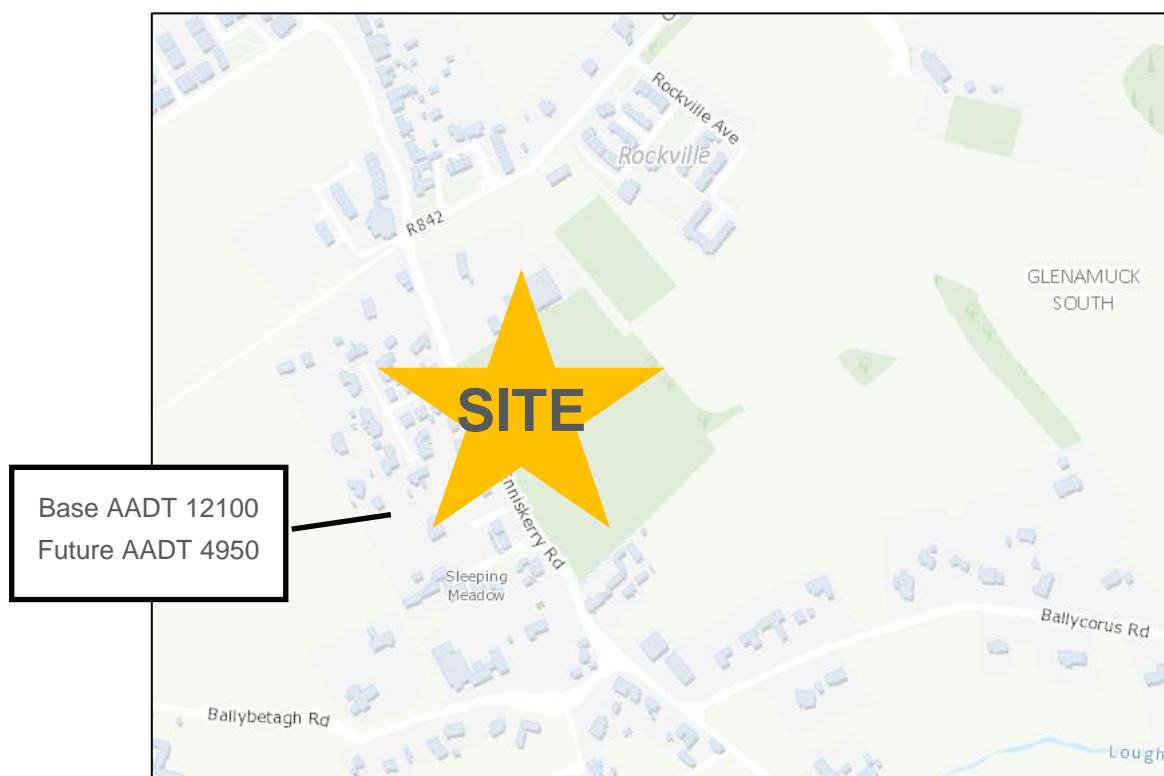 Rockville Ave
Rockville
R842
GLENAMUCK
SOUTH
SITE
Base AADT 12100
Future AADT 4950
nniskerry Rd
Sleeping
Meadow
Ballycorus Rd
Ballybetagh Rd
Lough